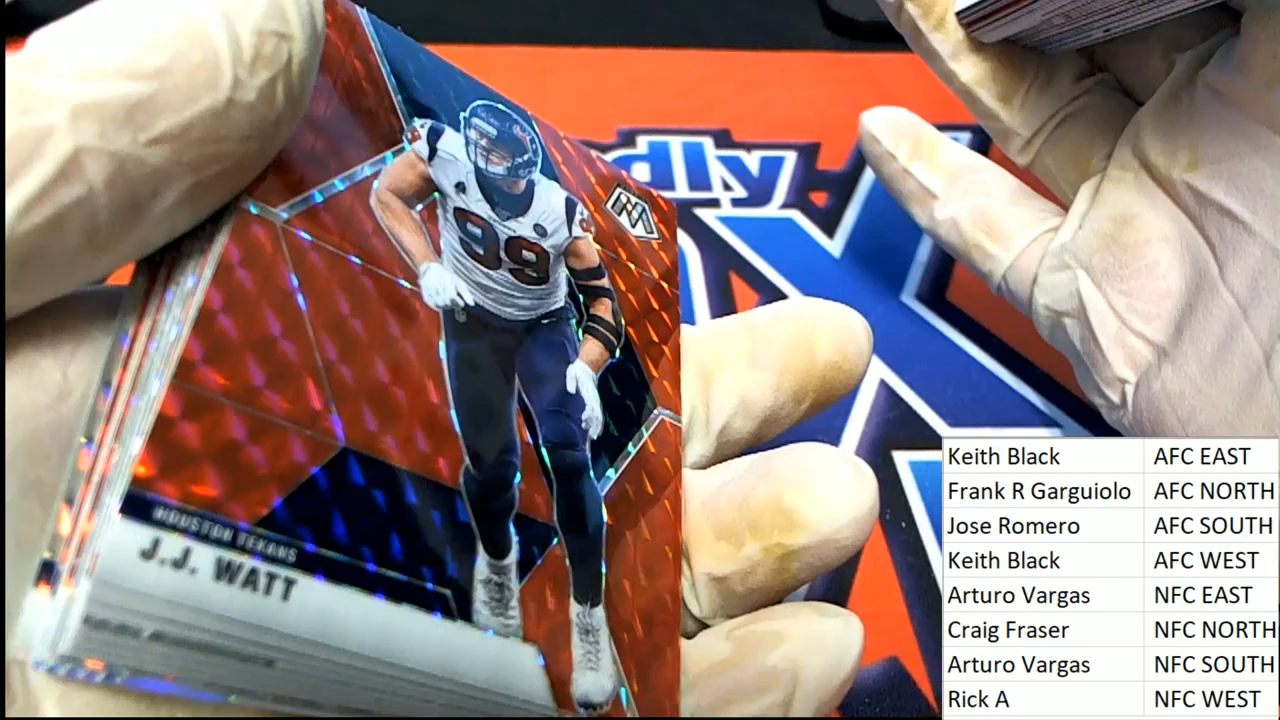 dly
X
99
M
HOUSTON TEXANS
J.J. WATT
Keith Black AFC EAST
Frank R Garguiolo AFC NORTH
Jose Romero AFC SOUTH
Keith Black AFC WEST
Arturo Vargas NFC EAST
Craig Fraser NFC NORTH
Arturo Vargas NFC SOUTH
Rick A NFC WEST